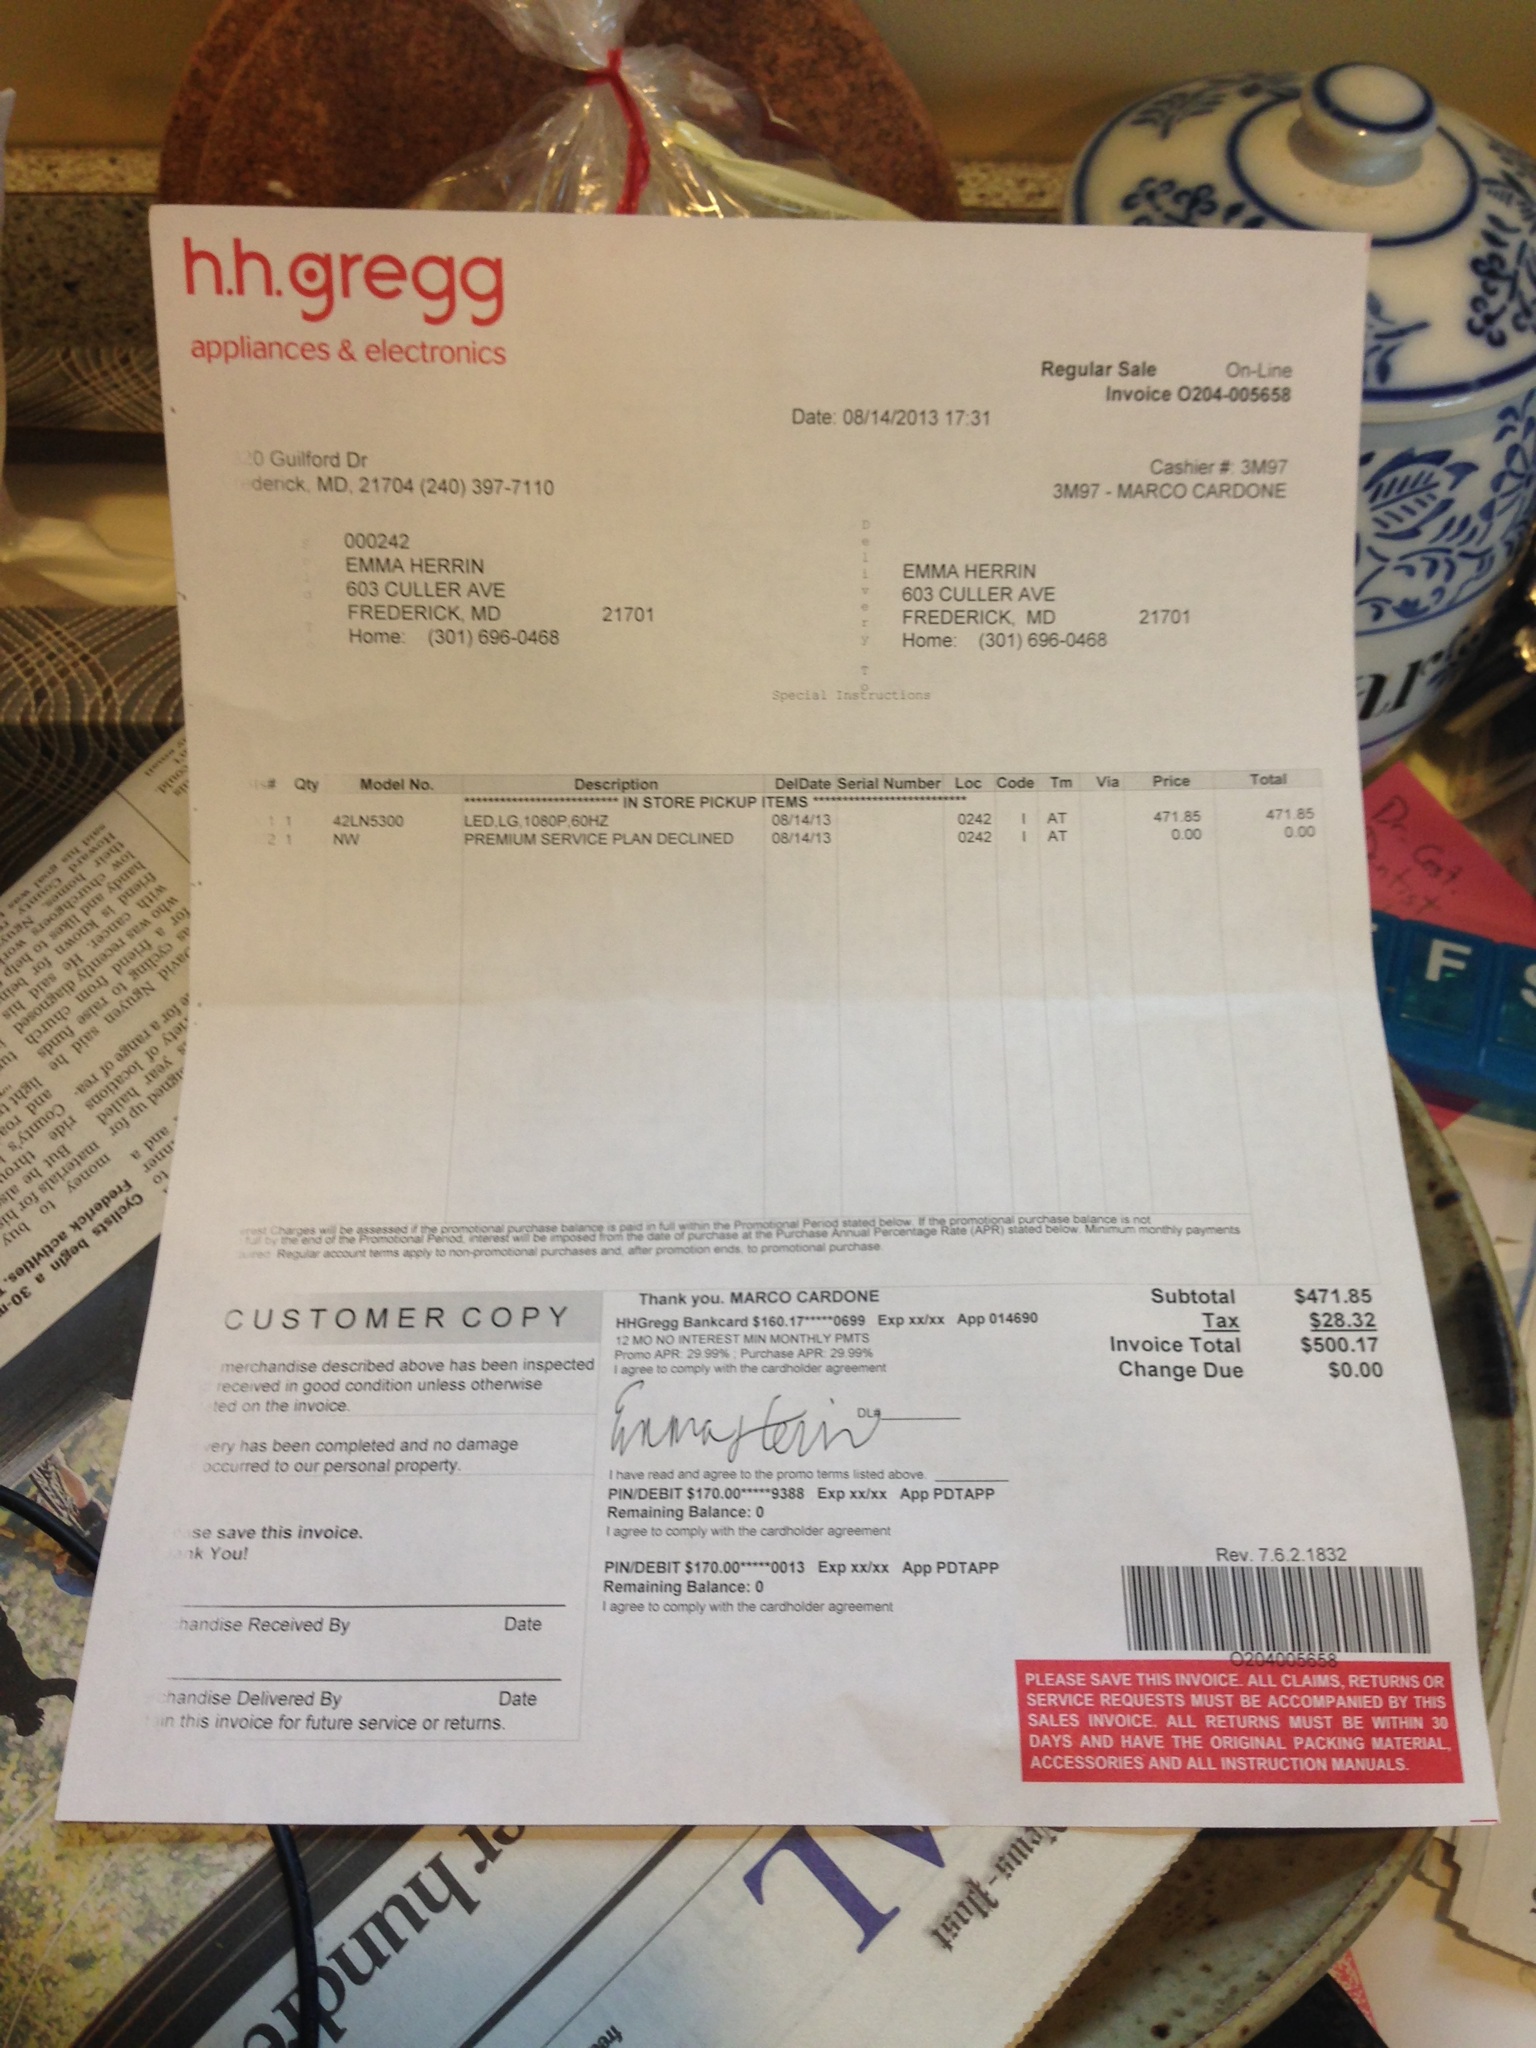 h.h.gregg
appliances & electronics
Regular Sale On-Line
Invoice O204-005658
Date: 08/14/2013 17:31
20 Guilford Dr
derick, MD, 21704 (240) 397-7110
Cashier #: 3M97
3M97 - MARCO CARDONE
000242
EMMA HERRIN
603 CULLER AVE
FREDERICK, MD 21701
Home: (301) 696-0468
Delivery To
EMMA HERRIN
603 CULLER AVE
FREDERICK, MD 21701
Home: (301) 696-0468
Special Instructions
# Qty Model No. Description DelDate Serial Number Loc Code Tm Via Price Total
************************** IN STORE PICKUP ITEMS **************************
1 1 42LN5300 LED,LG,1080P,60HZ 08/14/13 0242 I AT 471.85 471.85
2 1 NW PREMIUM SERVICE PLAN DECLINED 08/14/13 0242 I AT 0.00 0.00
erest Charges will be assessed if the promotional purchase balance is paid in full within the Promotional Period stated below. If the promotional purchase balance is not
full by the end of the Promotional Period, interest will be imposed from the date of purchase at the Purchase Annual Percentage Rate (APR) stated below. Minimum monthly payments
uired. Regular account terms apply to non-promotional purchases and, after promotion ends, to promotional purchase.
CUSTOMER COPY
merchandise described above has been inspected
received in good condition unless otherwise
ted on the invoice.
very has been completed and no damage
occurred to our personal property.
ase save this invoice.
nk You!
handise Received By Date
handise Delivered By Date
in this invoice for future service or returns.
Thank you. MARCO CARDONE
HHGregg Bankcard $160.17*****0699 Exp xx/xx App 014690
12 MO NO INTEREST MIN MONTHLY PMTS
Promo APR: 29.99% ; Purchase APR: 29.99%
I agree to comply with the cardholder agreement
Emma Herrin
DL#
I have read and agree to the promo terms listed above.
PIN/DEBIT $170.00*****9388 Exp xx/xx App PDTAPP
Remaining Balance: 0
I agree to comply with the cardholder agreement
PIN/DEBIT $170.00*****0013 Exp xx/xx App PDTAPP
Remaining Balance: 0
I agree to comply with the cardholder agreement
Subtotal $471.85
Tax $28.32
Invoice Total $500.17
Change Due $0.00
Rev. 7.6.2.1832
O204005658
PLEASE SAVE THIS INVOICE. ALL CLAIMS, RETURNS OR
SERVICE REQUESTS MUST BE ACCOMPANIED BY THIS
SALES INVOICE. ALL RETURNS MUST BE WITHIN 30
DAYS AND HAVE THE ORIGINAL PACKING MATERIAL,
ACCESSORIES AND ALL INSTRUCTION MANUALS.
F
S
Cyclists begin a 30-m
Frederick activities.
or hundre
News-Post